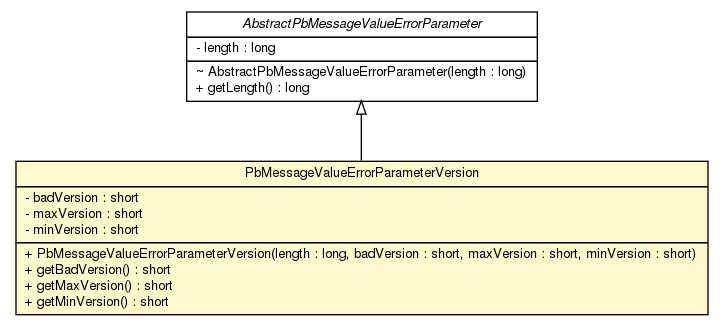 AbstractPbMessageValueErrorParameter
- length : long
~ AbstractPbMessageValueErrorParameter(length : long)
+ getLength() : long
PbMessageValueErrorParameterVersion
- badVersion : short
- maxVersion : short
- minVersion : short
+ PbMessageValueErrorParameterVersion(length : long, badVersion : short, maxVersion : short, minVersion : short)
+ getBadVersion() : short
+ getMaxVersion() : short
+ getMinVersion() : short